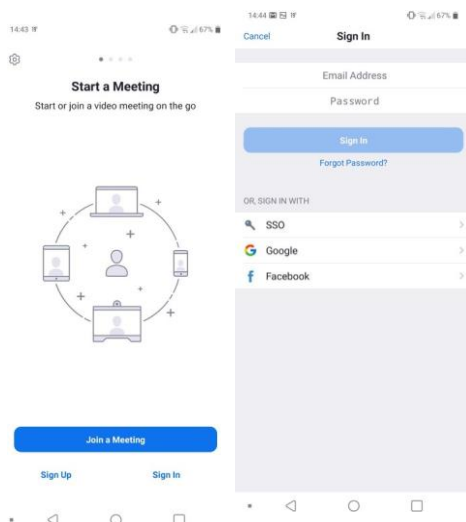 14:43
67%
Start a Meeting
Start or join a video meeting on the go
Join a Meeting
Sign Up Sign In
14:44
67%
Cancel Sign In
Email Address
Password
Sign In
Forgot Password?
OR, SIGN IN WITH
SSO
Google
Facebook